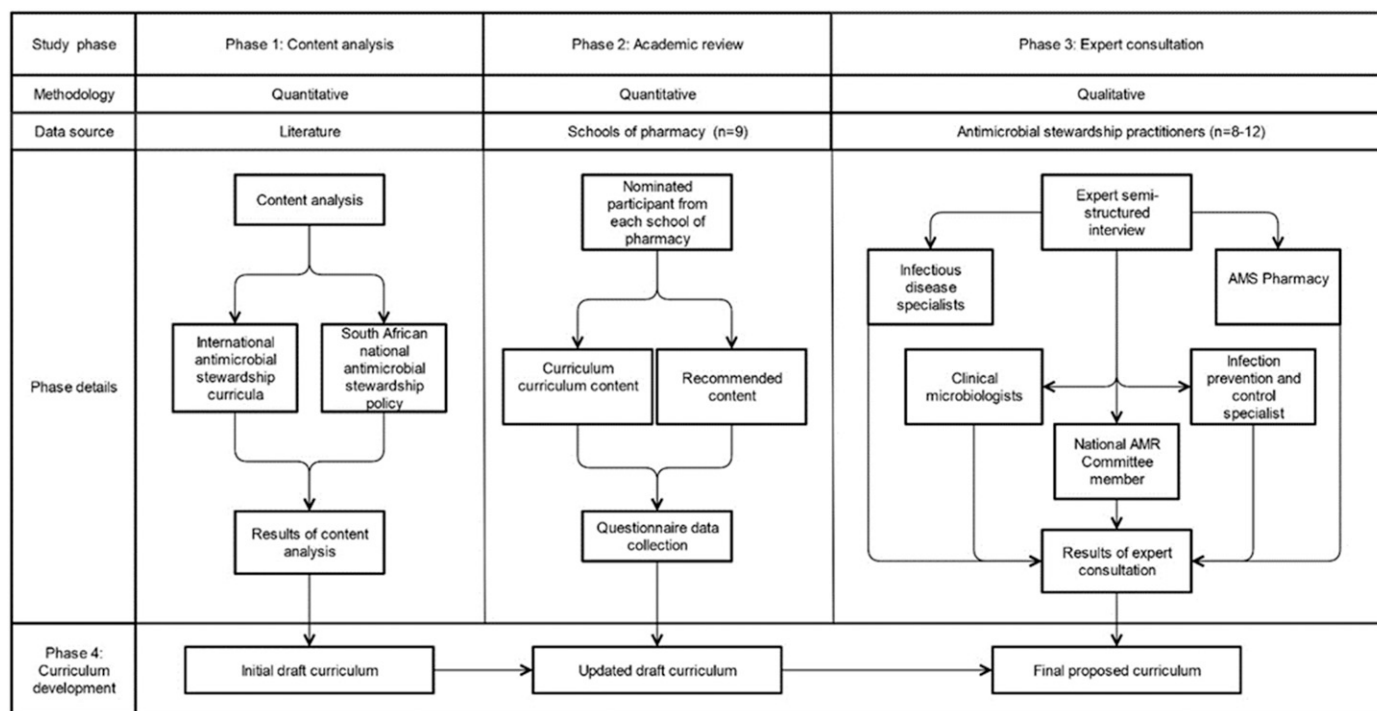 Study phase
Phase 1: Content analysis
Phase 2: Academic review
Phase 3: Expert consultation
Methodology
Quantitative
Quantitative
Qualitative
Data source
Literature
Schools of pharmacy (n=9)
Antimicrobial stewardship practitioners (n=8-12)
Phase details
Content analysis
International
antimicrobial
stewardship
curricula
South African
national
antimicrobial
stewardship
policy
Results of content
analysis
Nominated
participant from
each school of
pharmacy
Curriculum
curriculum content
Recommended
content
Questionnaire data
collection
Expert semi-
structured
interview
Infectious
disease
specialists
AMS Pharmacy
Clinical
microbiologists
Infection
prevention and
control
specialist
National AMR
Committee
member
Results of expert
consultation
Phase 4:
Curriculum
development
Initial draft curriculum
Updated draft curriculum
Final proposed curriculum